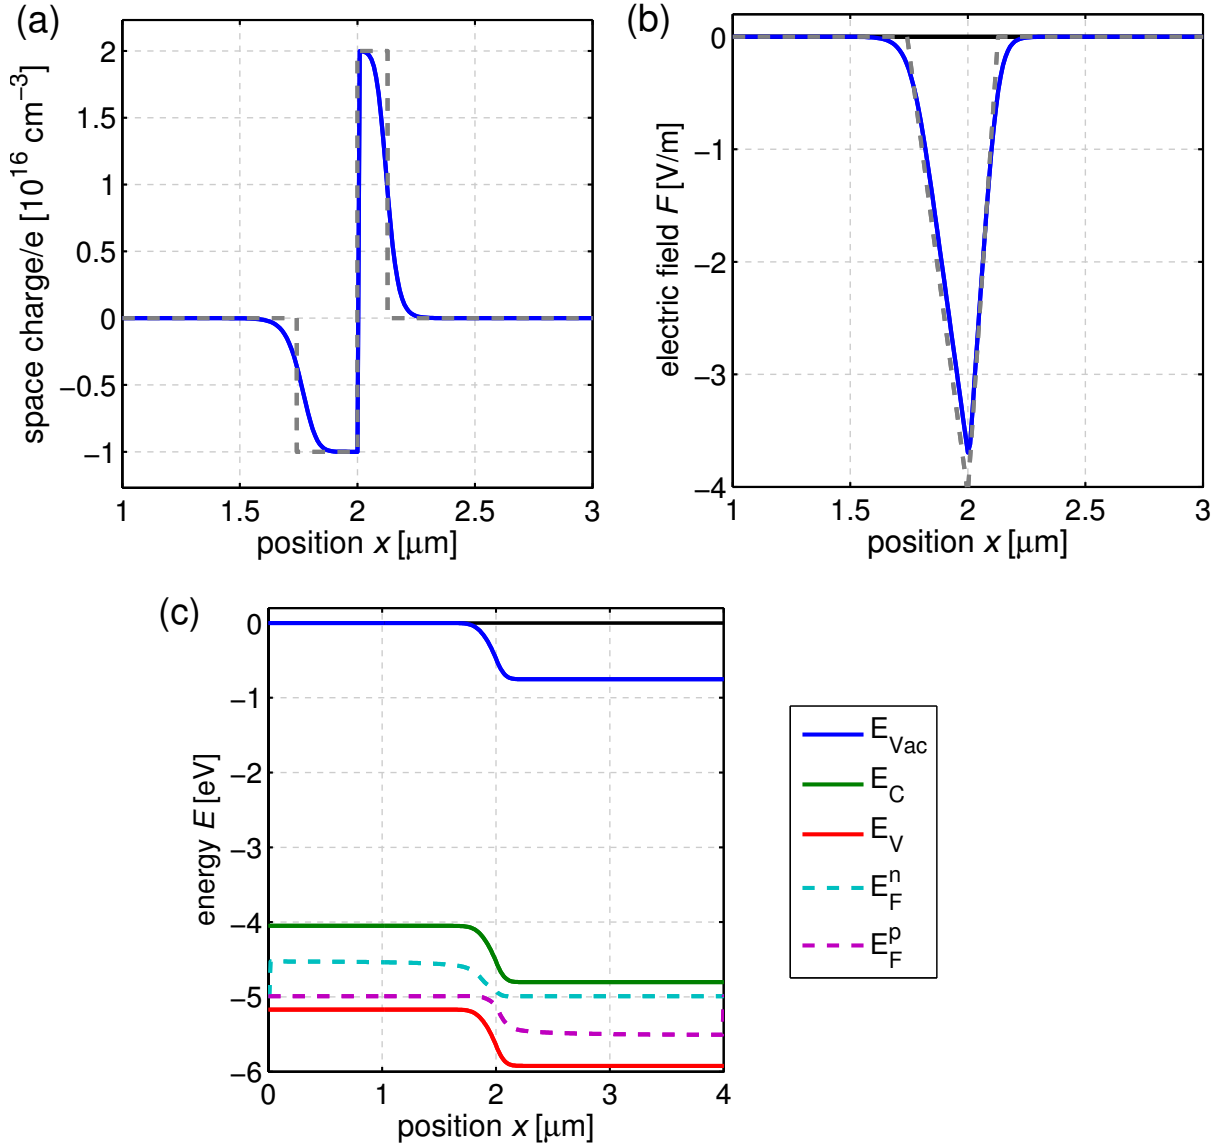 (a)
space charge/e [10^16 cm^−3]
2
1.5
1
0.5
0
−0.5
−1
1 1.5 2 2.5 3
position x [μm]
(b)
electric field F [V/m]
0
−1
−2
−3
−4
1 1.5 2 2.5 3
position x [μm]
(c)
energy E [eV]
0
−1
−2
−3
−4
−5
−6
0 1 2 3 4
position x [μm]
E_Vac
E_C
E_V
E_F^n
E_F^p